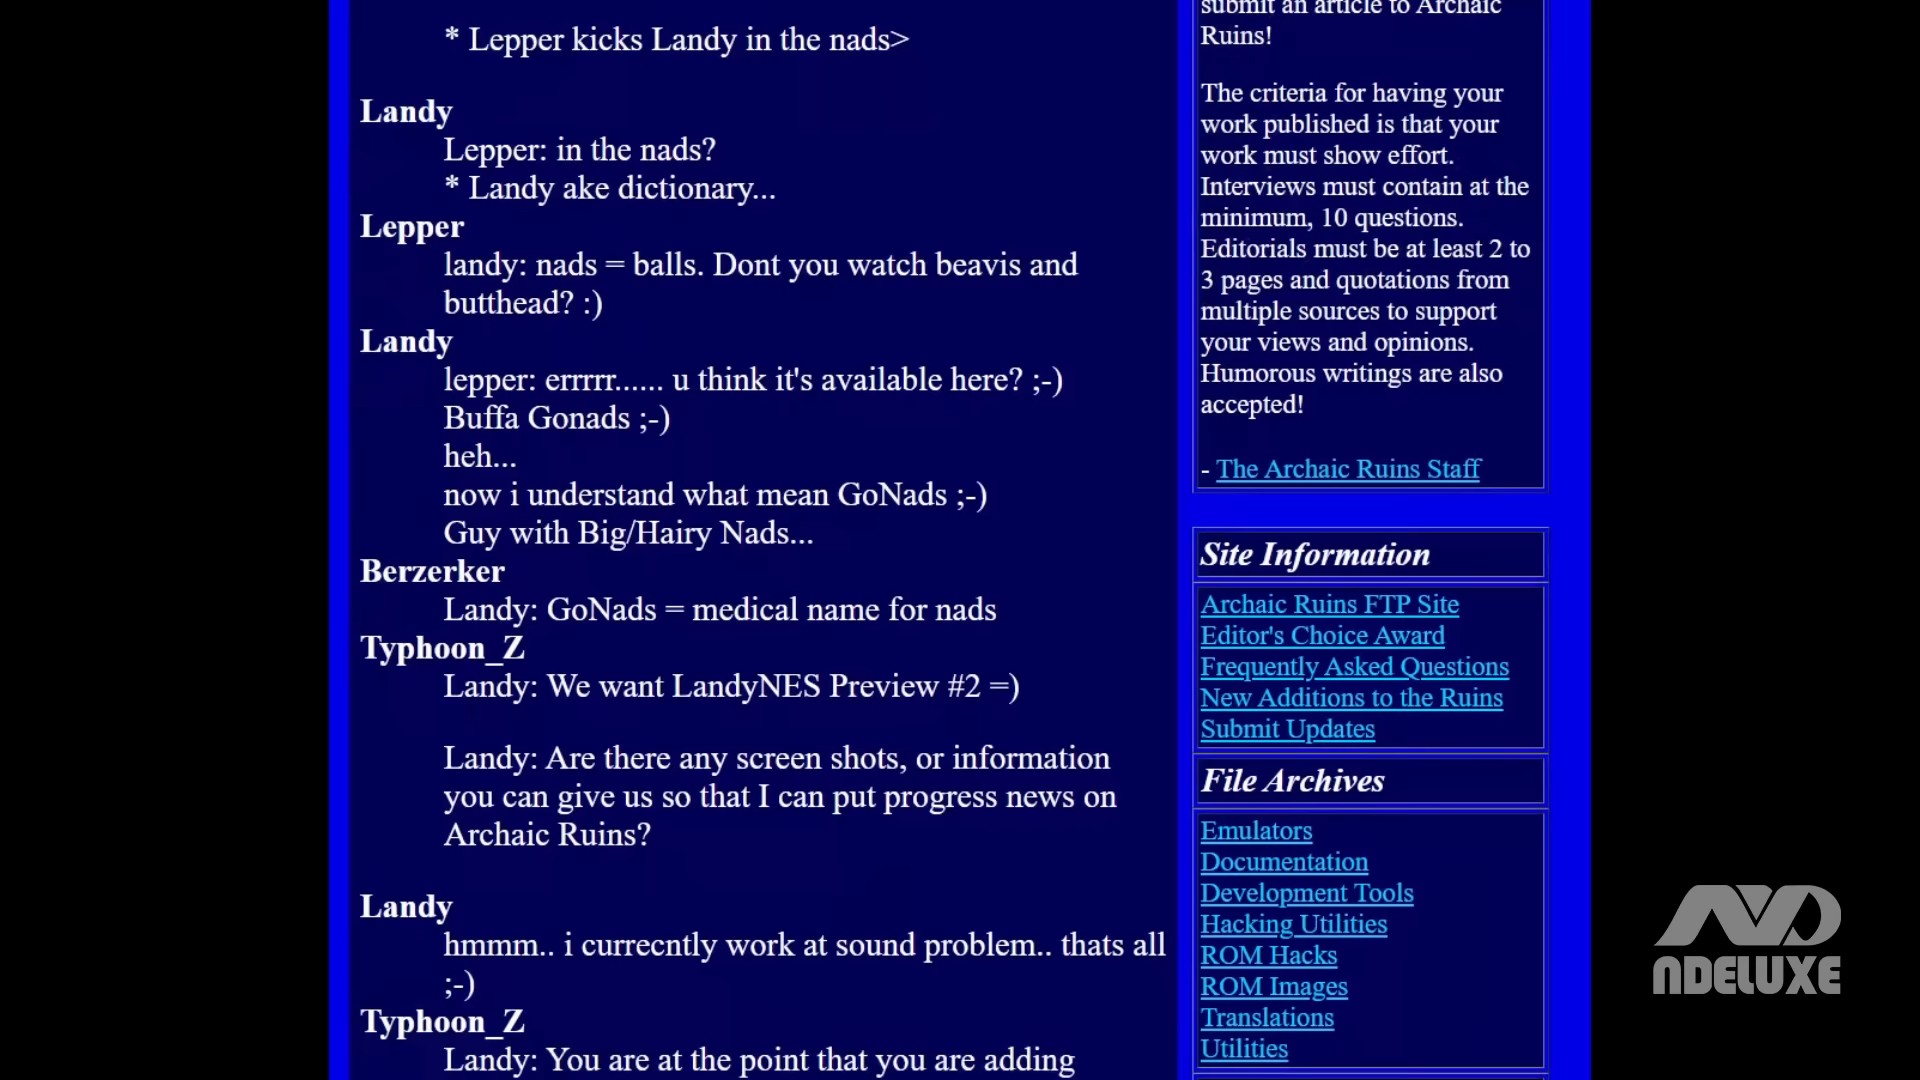 * Lepper kicks Landy in the nads>
Landy
Lepper: in the nads?
* Landy ake dictionary...
Lepper
landy: nads = balls. Dont you watch beavis and
butthead? :)
Landy
lepper: errrrr...... u think it's available here? ;-)
Buffa Gonads ;-)
heh...
now i understand what mean GoNads ;-)
Guy with Big/Hairy Nads...
Berzerker
Landy: GoNads = medical name for nads
Typhoon_Z
Landy: We want LandyNES Preview #2 =)
Landy: Are there any screen shots, or information
you can give us so that I can put progress news on
Archaic Ruins?
Landy
hmmm.. i currecntly work at sound problem.. thats all
;-)
Typhoon_Z
Landy: You are at the point that you are adding
submit an article to Archaic
Ruins!
The criteria for having your
work published is that your
work must show effort.
Interviews must contain at the
minimum, 10 questions.
Editorials must be at least 2 to
3 pages and quotations from
multiple sources to support
your views and opinions.
Humorous writings are also
accepted!
- The Archaic Ruins Staff
Site Information
Archaic Ruins FTP Site
Editor's Choice Award
Frequently Asked Questions
New Additions to the Ruins
Submit Updates
File Archives
Emulators
Documentation
Development Tools
Hacking Utilities
ROM Hacks
ROM Images
Translations
Utilities
NDELUXE